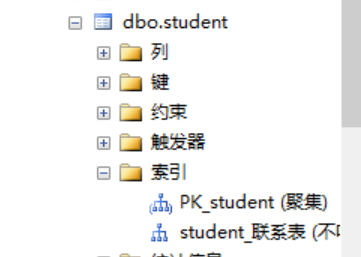 dbo.student
列
键
约束
触发器
索引
PK_student (聚集)
student_联系表 (不